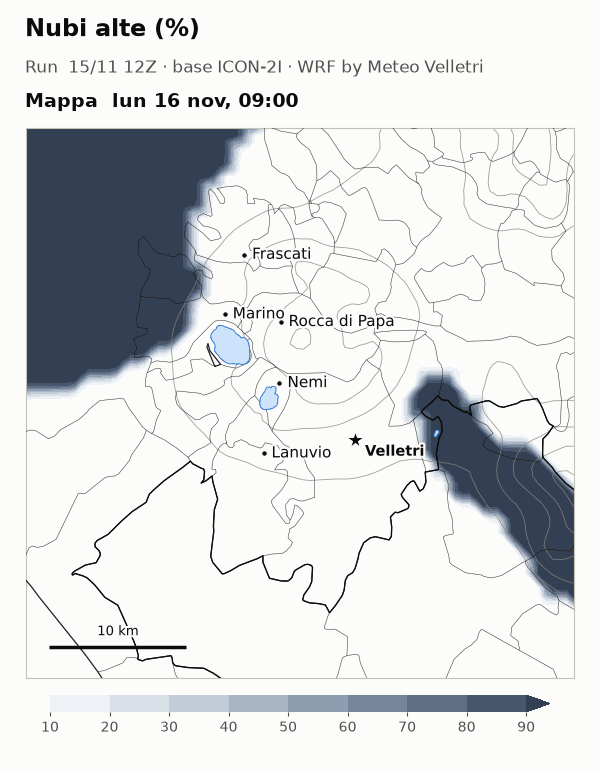 Nubi alte (%)
Run  15/11 12Z · base ICON-2I · WRF by Meteo Velletri
Mappa  lun 16 nov, 09:00
Frascati
Marino
Rocca di Papa
Nemi
Velletri
Lanuvio
10 km
10 20 30 40 50 60 70 80 90